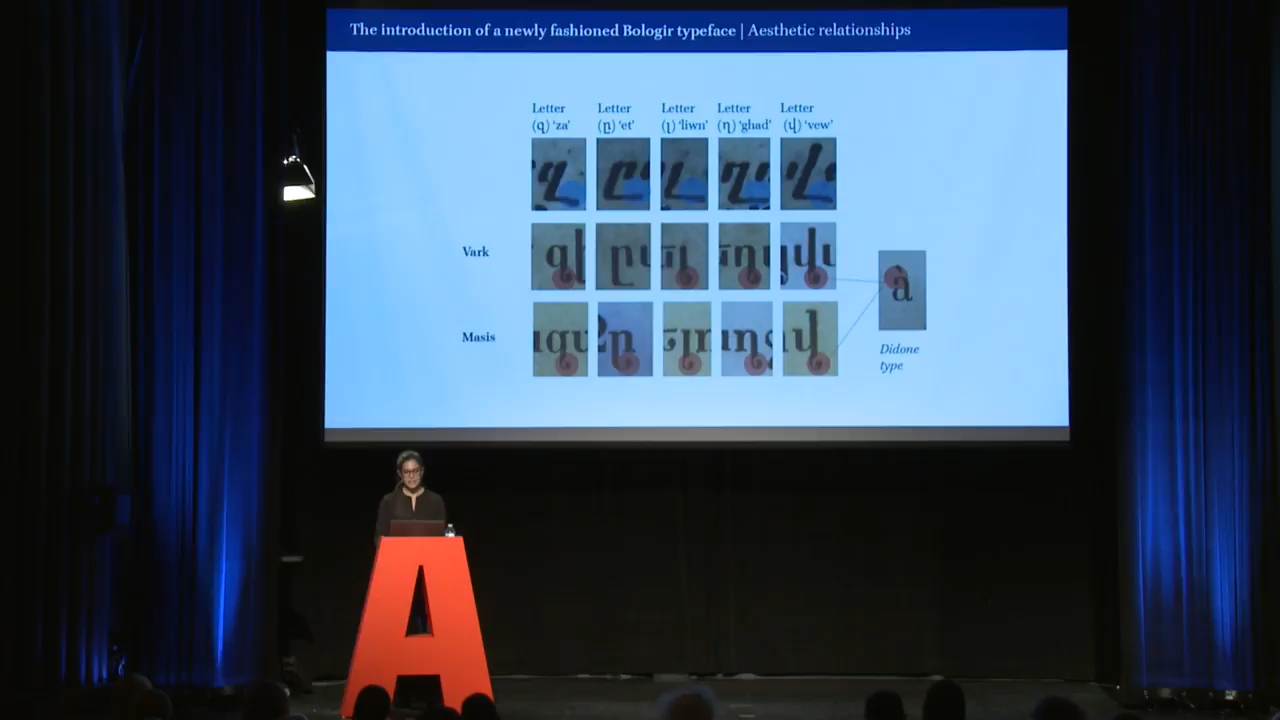 The introduction of a newly fashioned Bologir typeface | Aesthetic relationships
Letter Letter Letter Letter Letter
(զ) ‘za’ (ը) ‘et’ (լ) ‘liwn’ (ղ) ‘ghad’ (վ) ‘vew’
զ ը լ ղ վ
Vark
à
Masis
Didone
type
A